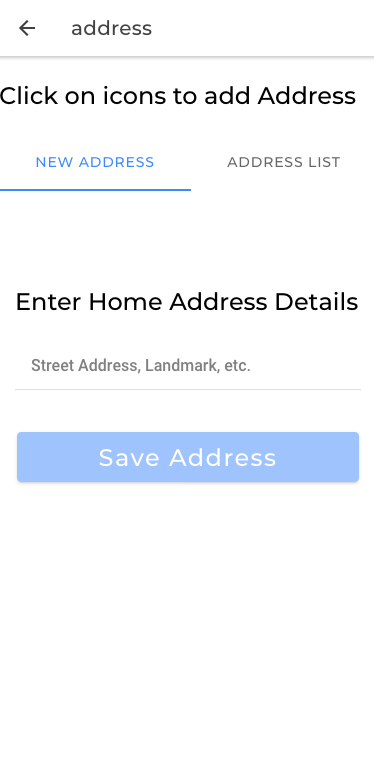 address
Click on icons to add Address
NEW ADDRESS
ADDRESS LIST
Enter Home Address Details
Street Address, Landmark, etc.
Save Address